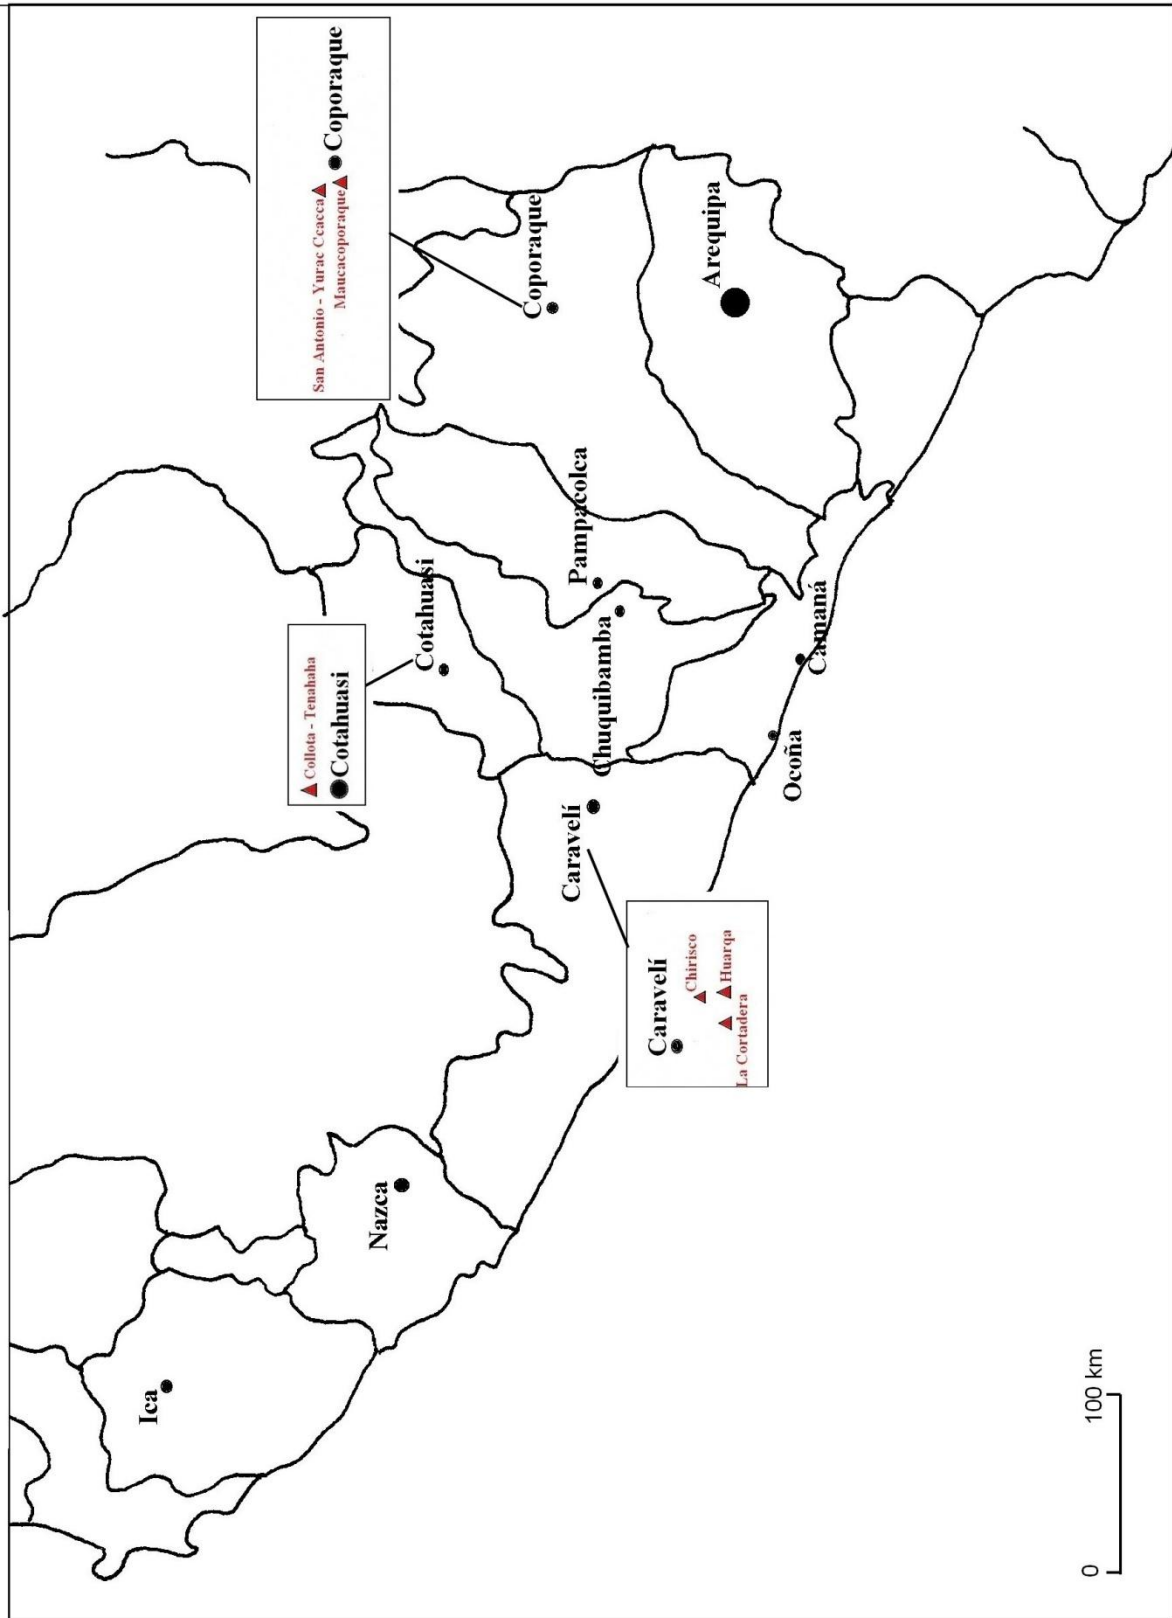 San Antonio - Yurac Ccacca
Maucacoporaque
Coporaque
Collota - Tenahaha
Cotahuasi
Cotahuasi
Coporaque
Ica
Nazca
Caravelí
Chuquibamba
Pampacolca
Arequipa
Caravelí
Chirisco
Huarqa
La Cortadera
Ocoña
Camaná
0
100 km